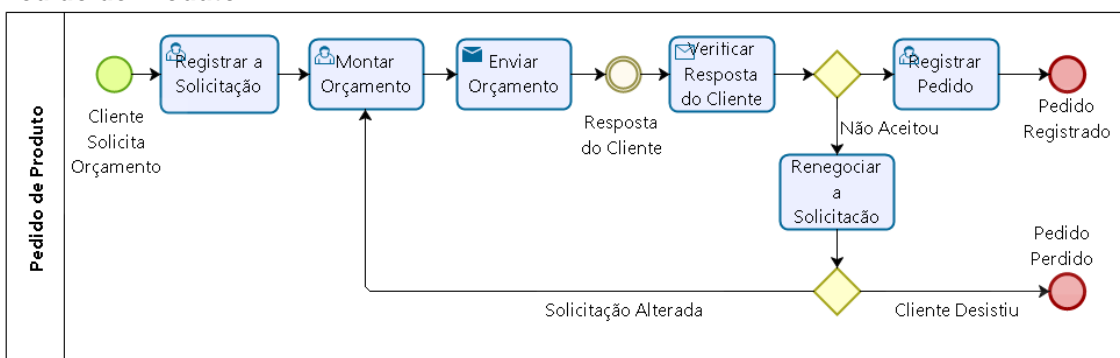 Pedido de Produto
Cliente
Solicita
Orçamento
Registrar a
Solicitação
Montar
Orçamento
Enviar
Orçamento
Resposta
do Cliente
Verificar
Resposta
do Cliente
Não Aceitou
Registrar
Pedido
Pedido
Registrado
Renegociar
a
Solicitacão
Solicitação Alterada
Cliente Desistiu
Pedido
Perdido